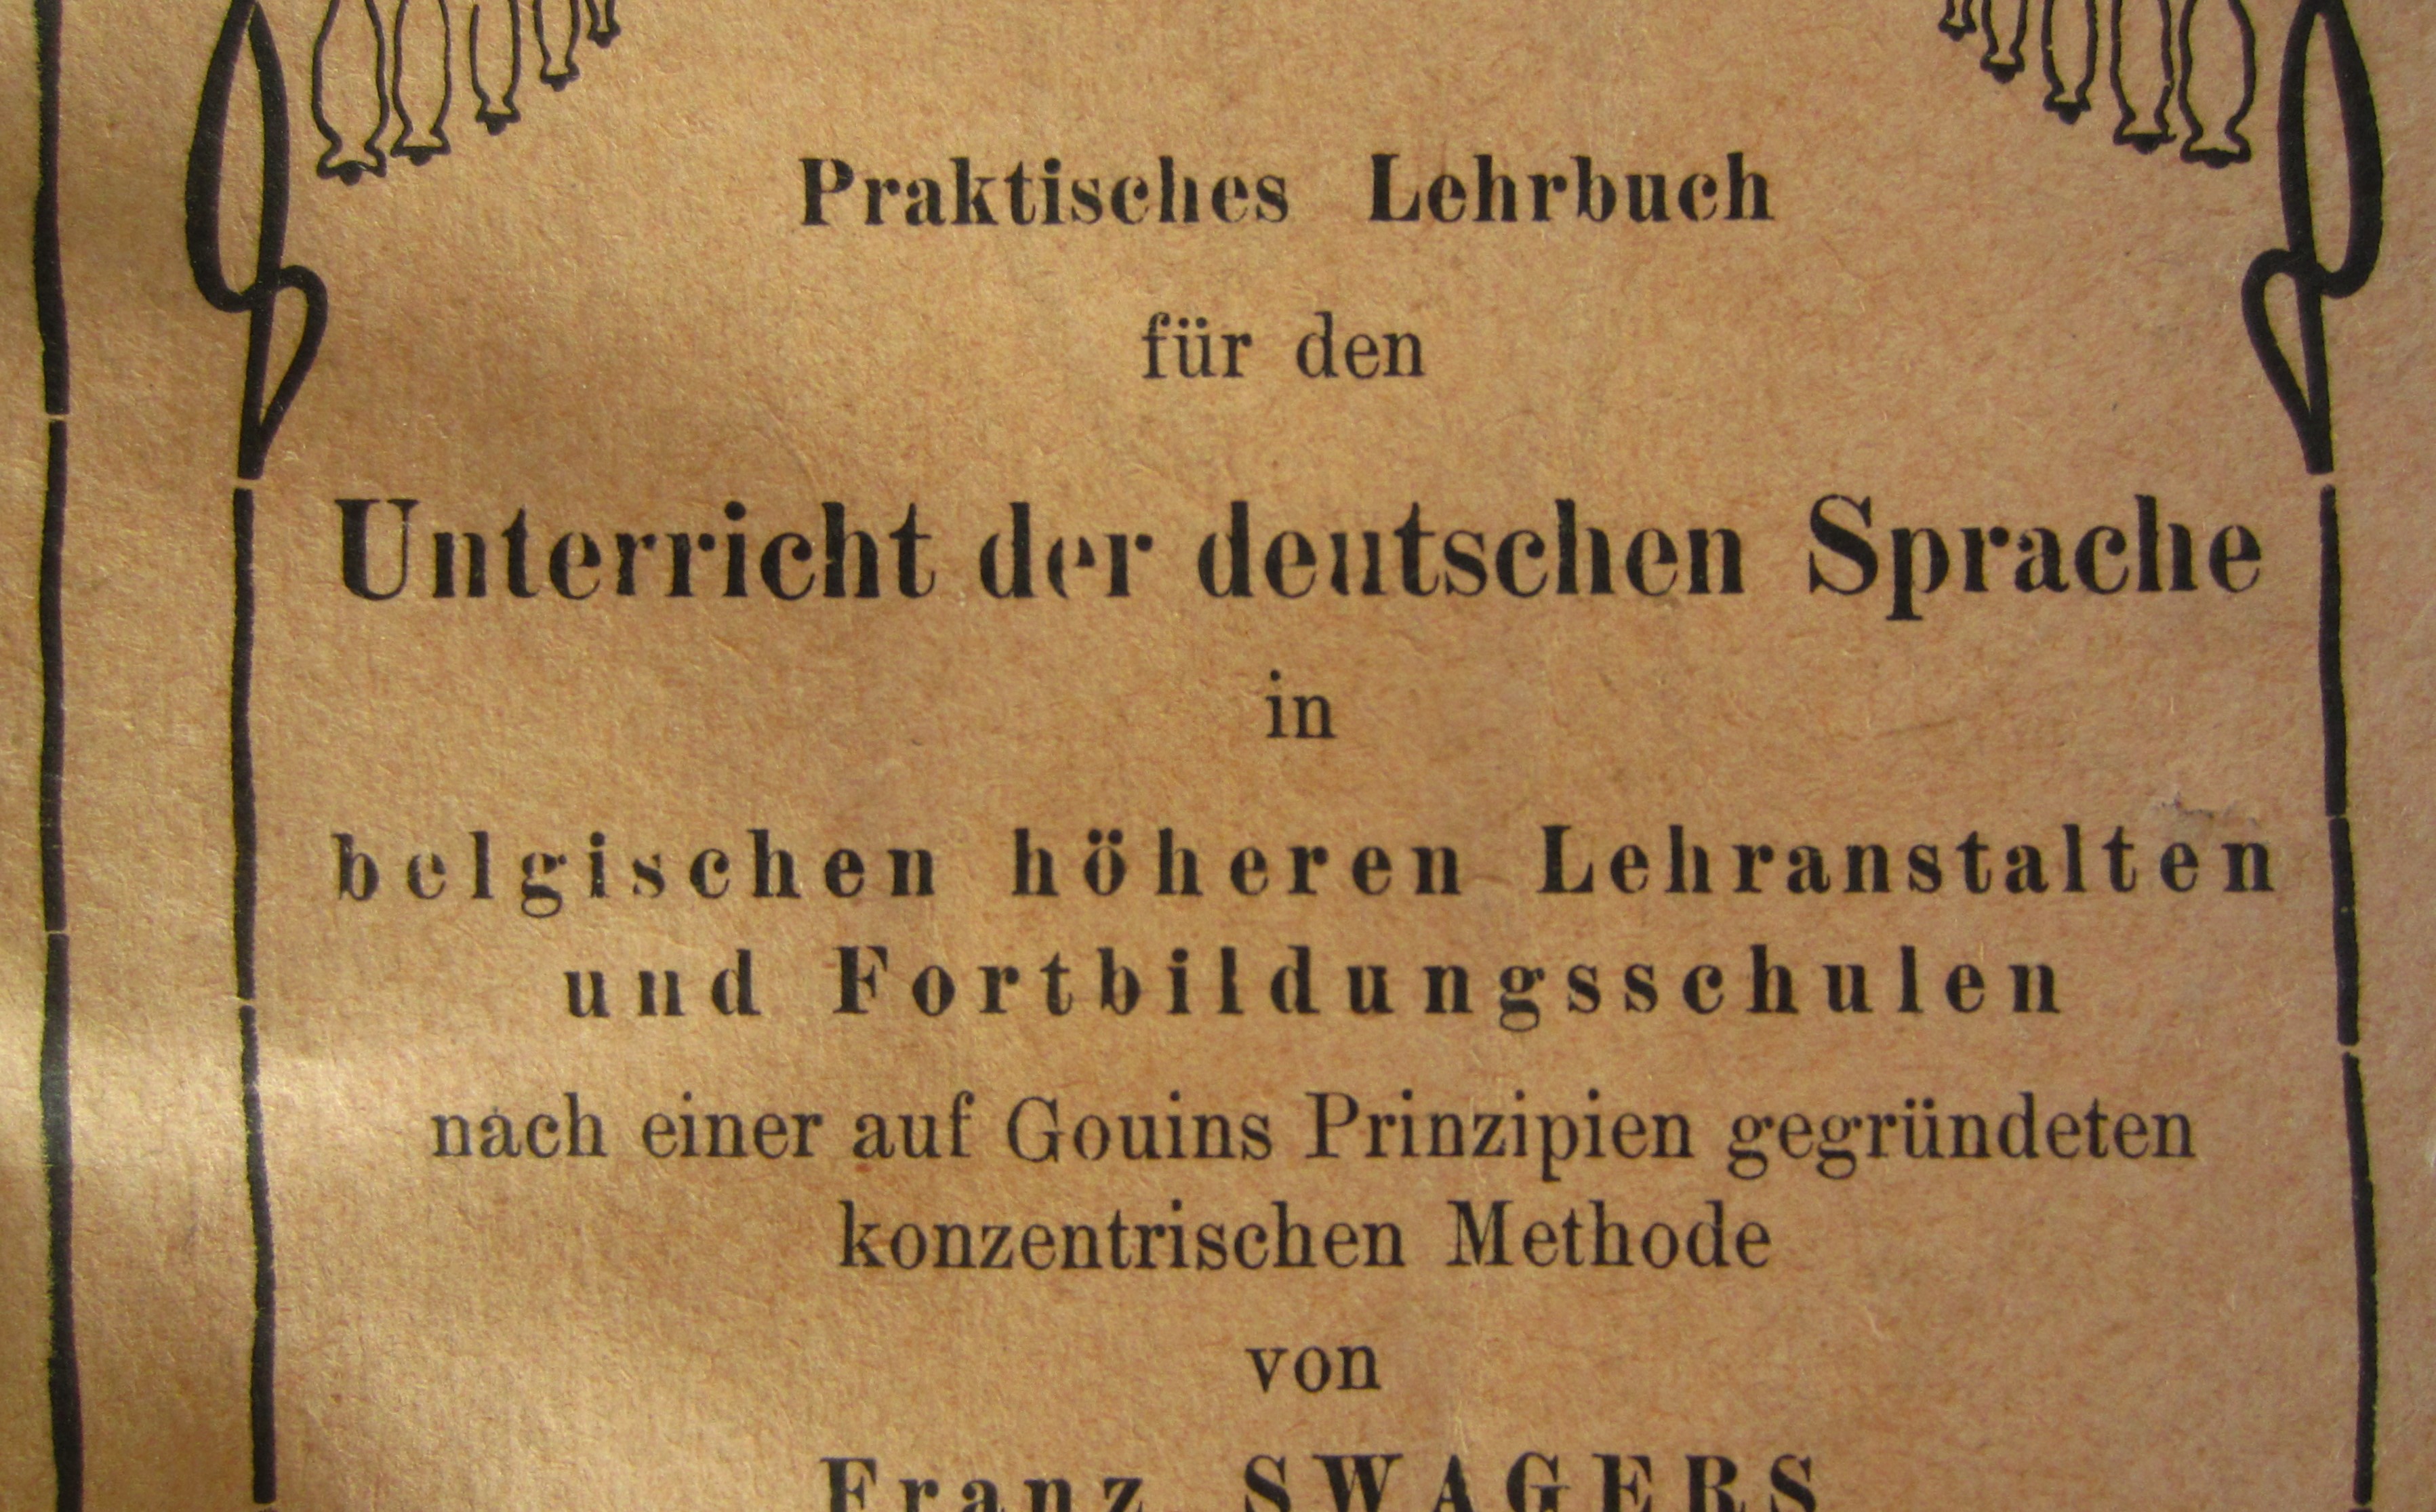 Praktisches Lehrbuch
für den
Unterricht der deutschen Sprache
in
belgischen höheren Lehranstalten
und Fortbildungsschulen
nach einer auf Gouins Prinzipien gegründeten
konzentrischen Methode
von
Franz SWAGERS